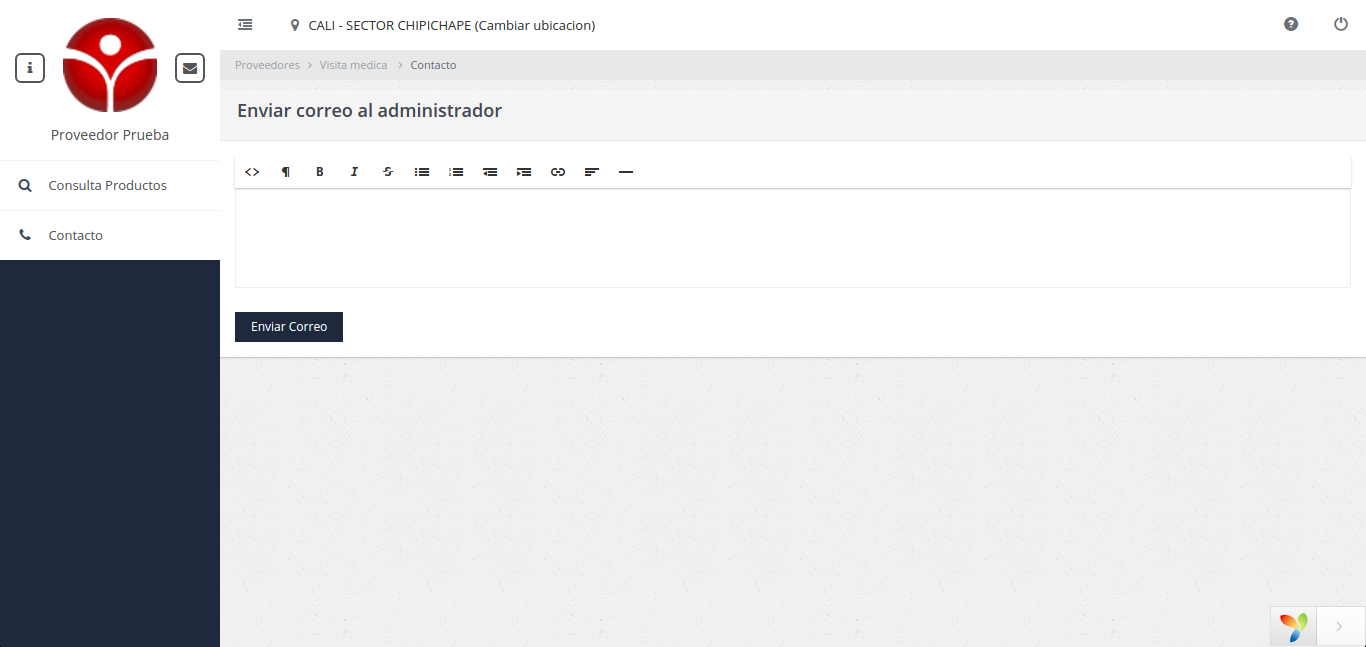 CALI - SECTOR CHIPICHAPE (Cambiar ubicacion)
Proveedores > Visita medica > Contacto
Proveedor Prueba
Consulta Productos
Contacto
Enviar correo al administrador
Enviar Correo